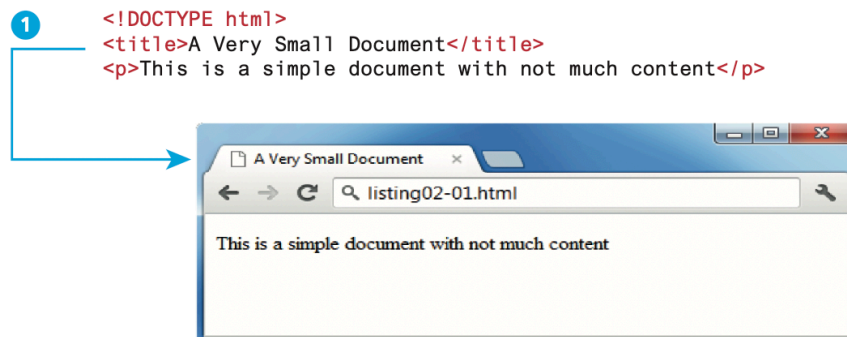 1
<!DOCTYPE html>
<title>A Very Small Document</title>
<p>This is a simple document with not much content</p>
A Very Small Document
listing02-01.html
This is a simple document with not much content